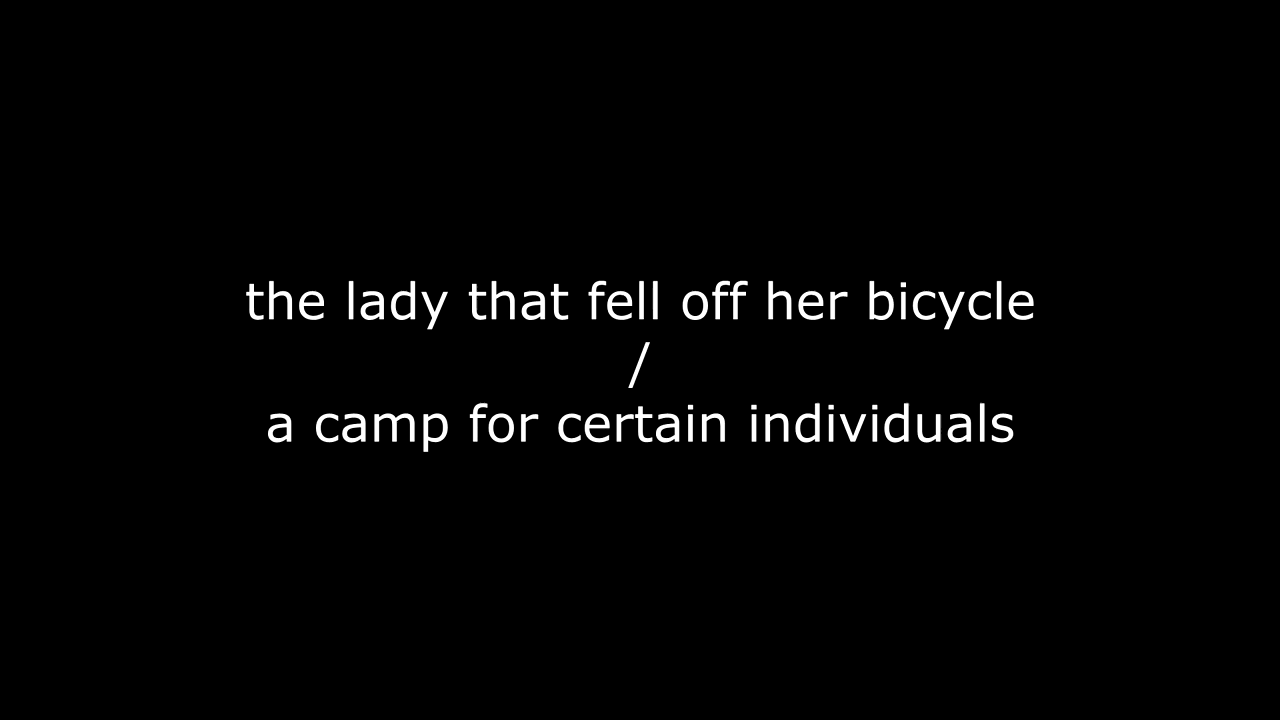 the lady that fell off her bicycle
/
a camp for certain individuals